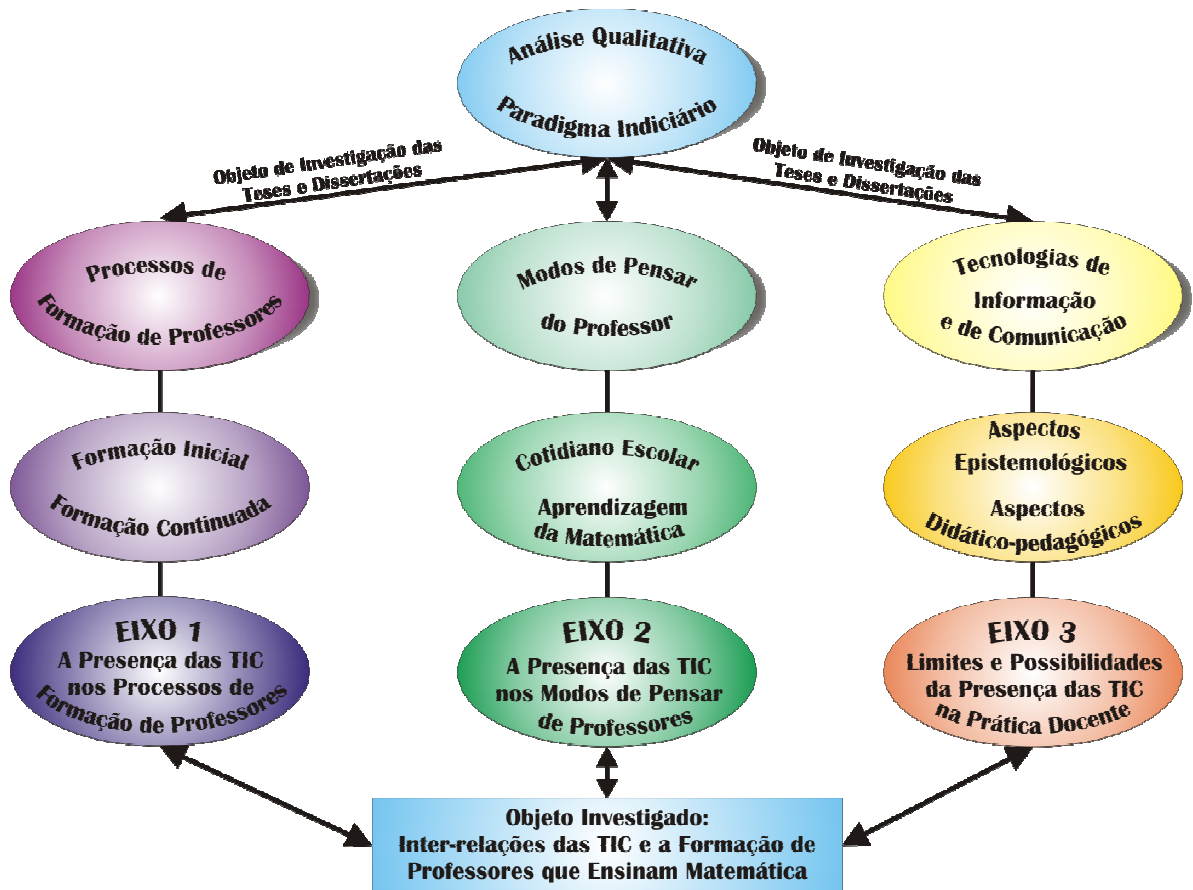 Análise Qualitativa
Paradigma Indiciário
Objeto de Investigação das
Teses e Dissertações
Objeto de Investigação das
Teses e Dissertações
Processos de
Formação de Professores
Modos de Pensar
do Professor
Tecnologias de
Informação
e de Comunicação
Formação Inicial
Formação Continuada
Cotidiano Escolar
Aprendizagem
da Matemática
Aspectos
Epistemológicos
Aspectos
Didático-pedagógicos
EIXO 1
A Presença das TIC
nos Processos de
Formação de Professores
EIXO 2
A Presença das TIC
nos Modos de Pensar
de Professores
EIXO 3
Limites e Possibilidades
da Presença das TIC
na Prática Docente
Objeto Investigado:
Inter-relações das TIC e a Formação de
Professores que Ensinam Matemática